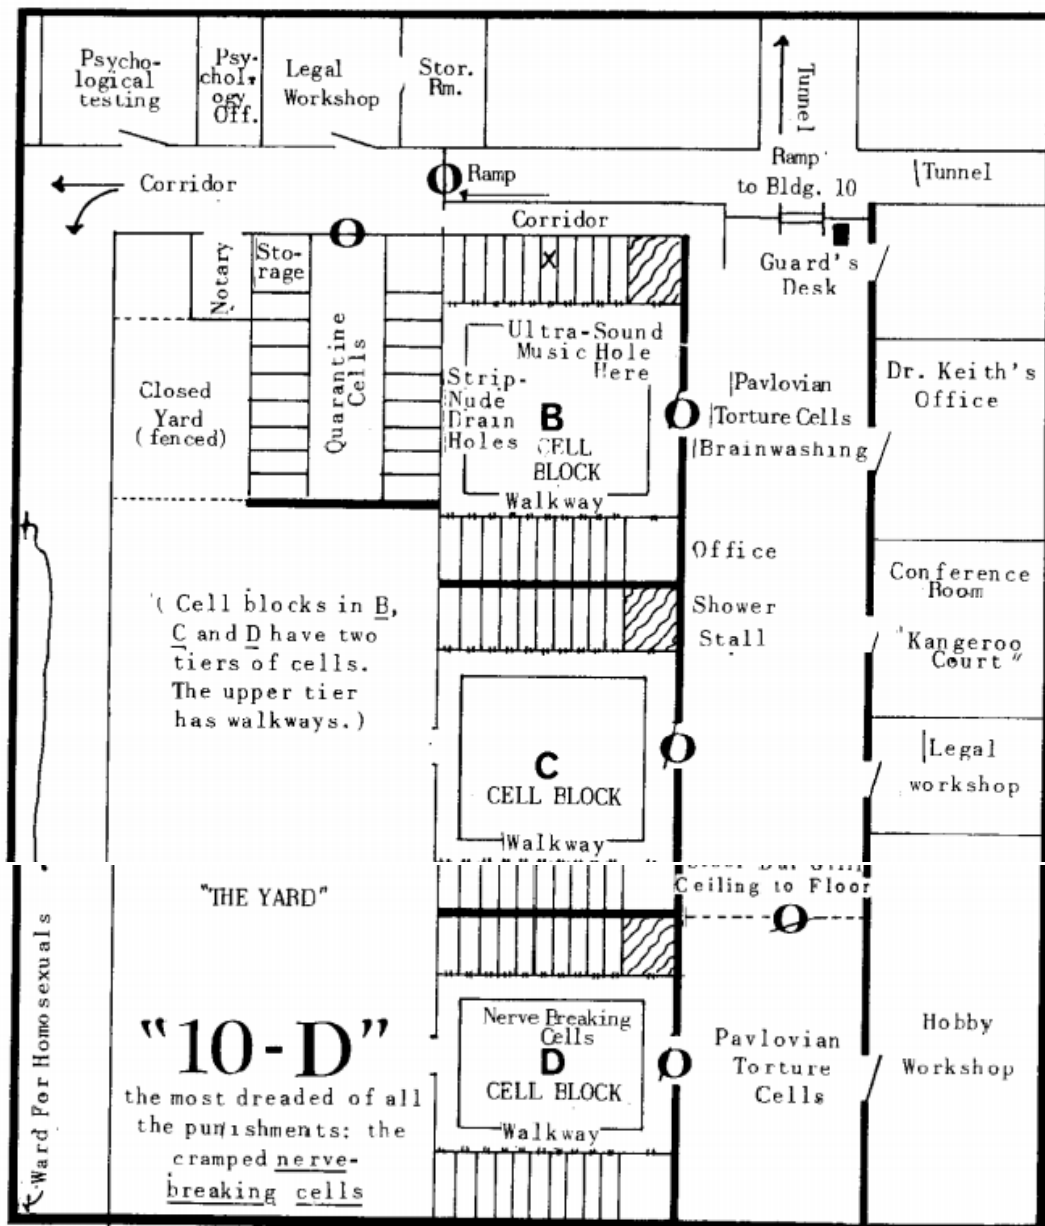 Psycho-
logical
testing
Psy-
chol.
ogy
Off.
Legal
Workshop
Stor.
Rm.
Tunnel
Ramp
to Bldg. 10
Tunnel
Corridor
Ramp
Corridor
Notary
Sto-
rage
X
Guard's
Desk
Quarantine
Cells
Closed
Yard
(fenced)
Ultra-Sound
Music Hole
Here
Strip-
Nude
Drain
Holes
B
CELL
BLOCK
Walkway
Pavlovian
Torture Cells
Brainwashing
Dr. Keith's
Office
Office
Shower
Stall
Conference
Room
"Kangeroo
Court"
(Cell blocks in B,
C and D have two
tiers of cells.
The upper tier
has walkways.)
C
CELL BLOCK
Walkway
Legal
workshop
Ceiling to Floor
"THE YARD"
Ward For Homosexuals
"10-D"
the most dreaded of all
the punishments: the
cramped nerve-
breaking cells
Nerve Breaking
Cells
D
CELL BLOCK
Walkway
Pavlovian
Torture
Cells
Hobby
Workshop